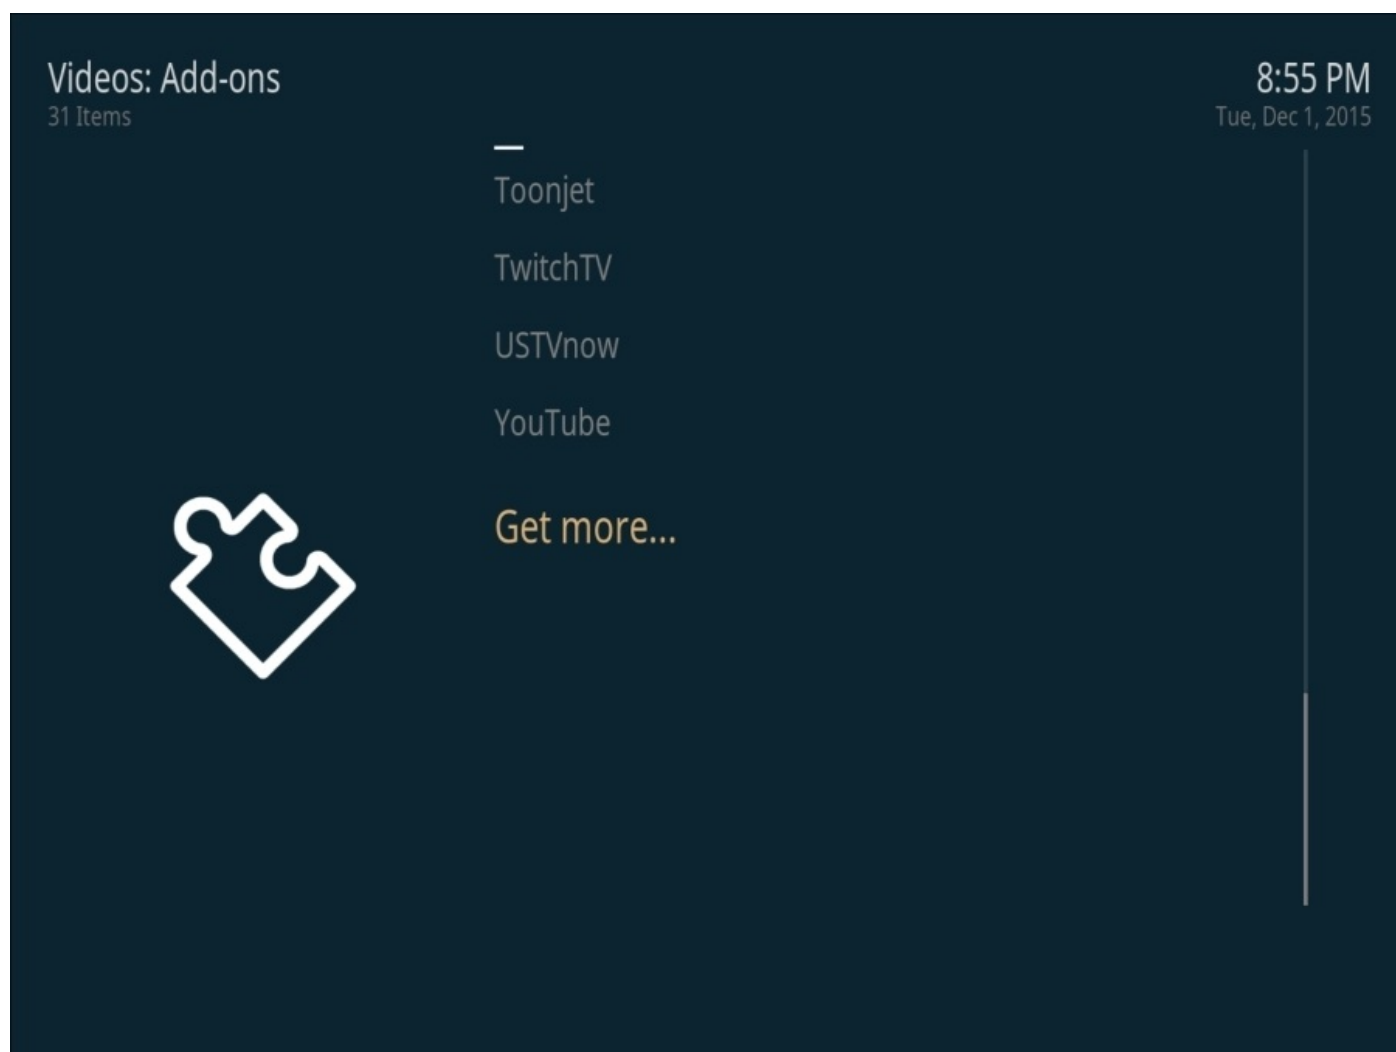 Videos: Add-ons
31 Items
8:55 PM
Tue, Dec 1, 2015
Toonjet
TwitchTV
USTVnow
YouTube
Get more...